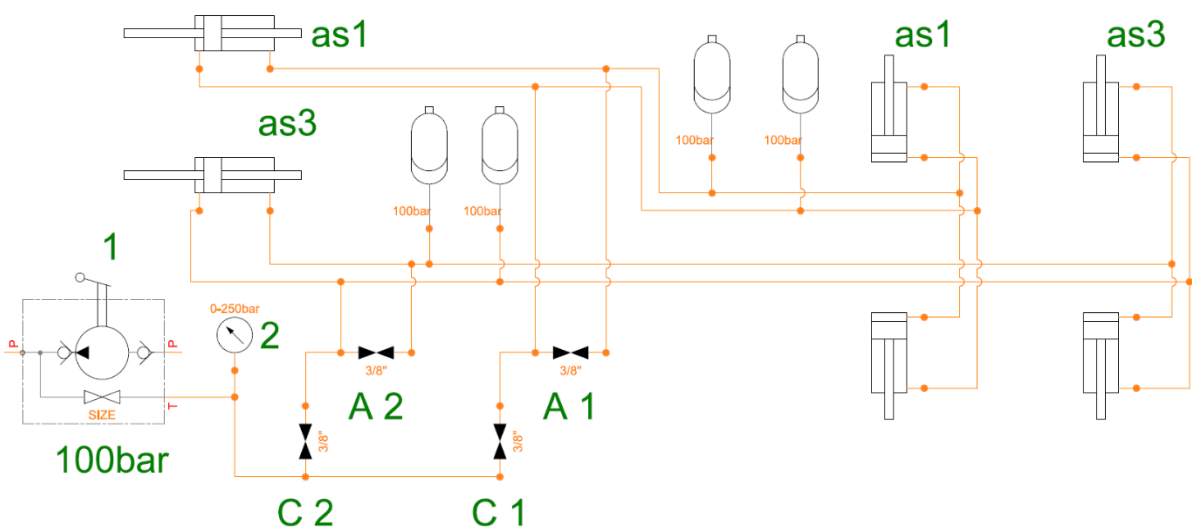 as1
as1
as3
as3
100bar
100bar
100bar
100bar
1
0-250bar
2
P
P
T
SIZE
3/8"
3/8"
A 2
A 1
3/8"
3/8"
100bar
C 2
C 1